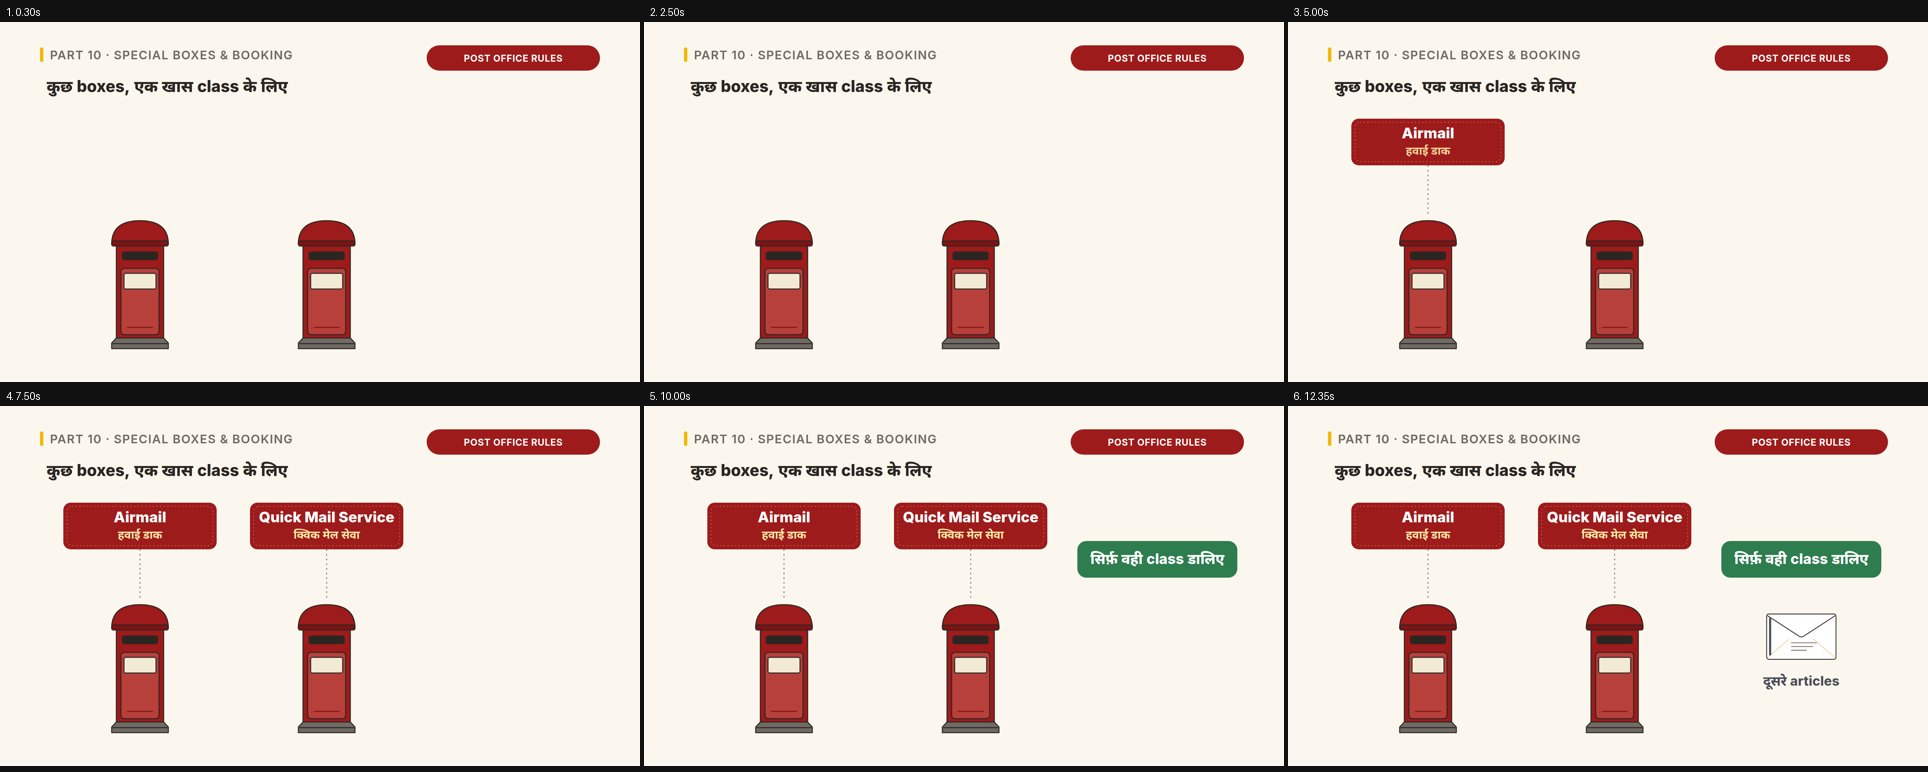 1. 0.30s
PART 10 · SPECIAL BOXES & BOOKING
POST OFFICE RULES
कुछ boxes, एक खास class के लिए
2. 2.50s
PART 10 · SPECIAL BOXES & BOOKING
POST OFFICE RULES
कुछ boxes, एक खास class के लिए
3. 5.00s
PART 10 · SPECIAL BOXES & BOOKING
POST OFFICE RULES
कुछ boxes, एक खास class के लिए
Airmail
हवाई डाक
4. 7.50s
PART 10 · SPECIAL BOXES & BOOKING
POST OFFICE RULES
कुछ boxes, एक खास class के लिए
Airmail
हवाई डाक
Quick Mail Service
क्विक मेल सेवा
5. 10.00s
PART 10 · SPECIAL BOXES & BOOKING
POST OFFICE RULES
कुछ boxes, एक खास class के लिए
Airmail
हवाई डाक
Quick Mail Service
क्विक मेल सेवा
सिर्फ़ वही class डालिए
6. 12.35s
PART 10 · SPECIAL BOXES & BOOKING
POST OFFICE RULES
कुछ boxes, एक खास class के लिए
Airmail
हवाई डाक
Quick Mail Service
क्विक मेल सेवा
सिर्फ़ वही class डालिए
दूसरे articles